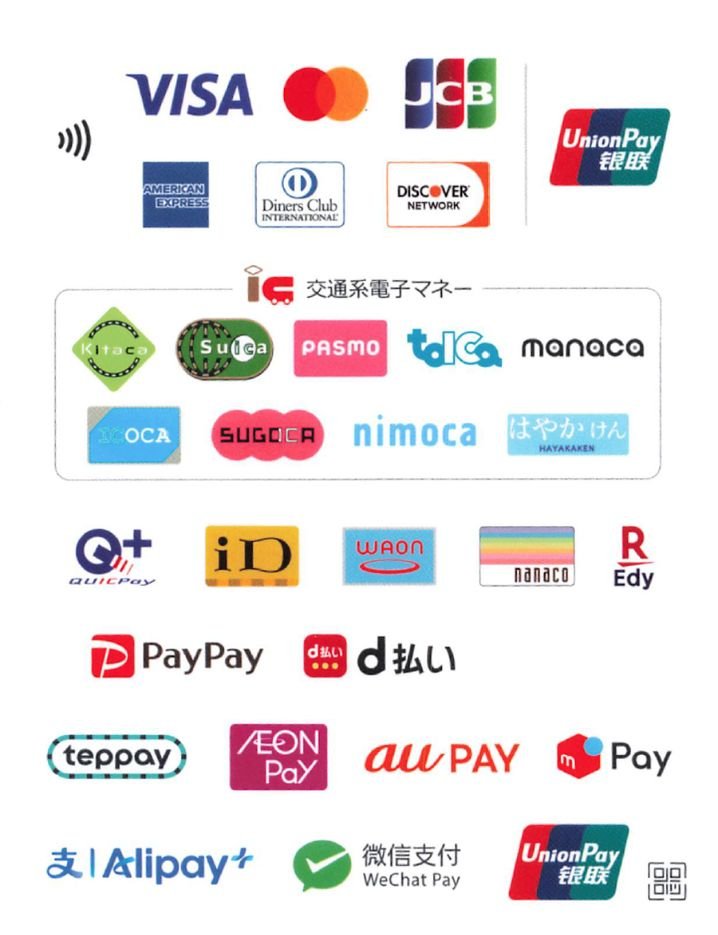 VISA
JCB
UnionPay
银联
AMERICAN
EXPRESS
Diners Club
INTERNATIONAL
DISCOVER
NETWORK
ic 交通系電子マネー
Kitaca
Suica
PASMO
toICa
manaca
ICOCA
SUGOCA
nimoca
はやかけん
HAYAKAKEN
Q+
QUICPay
iD
WAON
nanaco
R
Edy
P PayPay
d払い d払い
teppay
ÆON
Pay
au PAY
m Pay
支 Alipay+
微信支付
WeChat Pay
UnionPay
银联